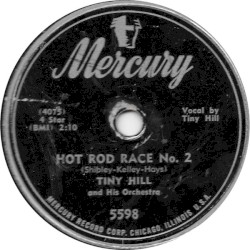 Mercury
(4075)
4 Star
(BMI) 2:10
Vocal by
Tiny Hill
HOT ROD RACE No. 2
(Shibley-Kelley-Hays)
TINY HILL
and His Orchestra
5598
MERCURY RECORD CORP. CHICAGO, ILLINOIS U.S.A.